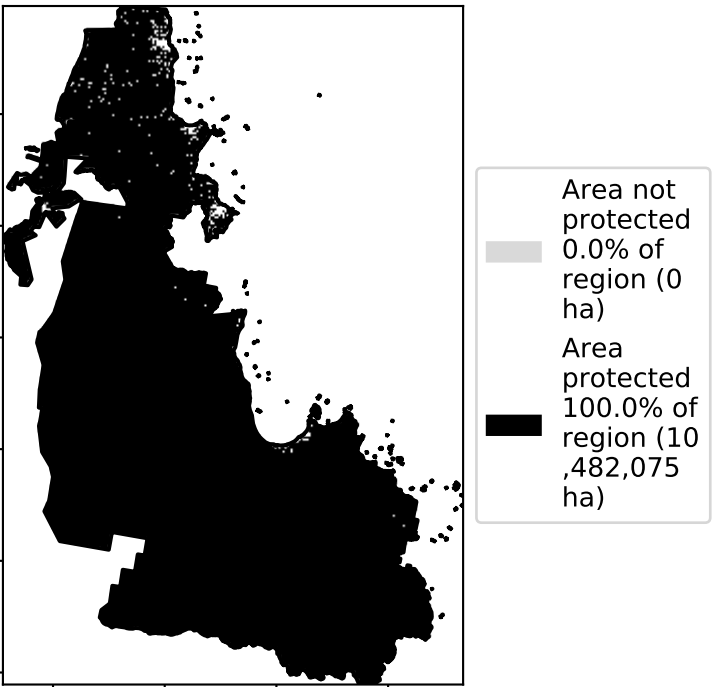 Area not
protected
0.0% of
region (0
ha)
Area
protected
100.0% of
region (10
,482,075
ha)